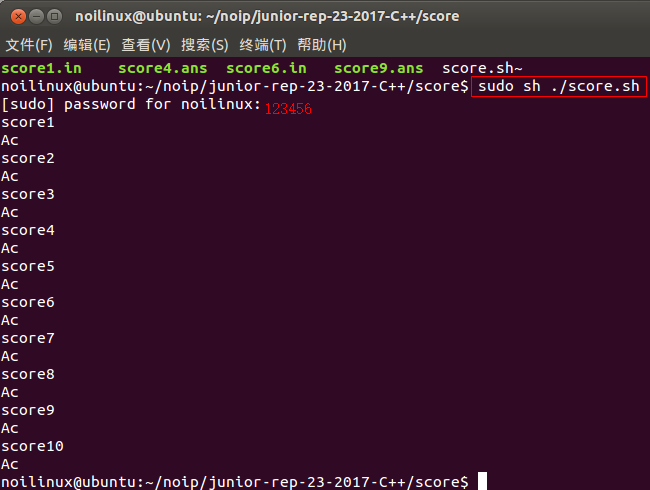 noilinux@ubuntu: ~/noip/junior-rep-23-2017-C++/score
文件(F) 编辑(E) 查看(V) 搜索(S) 终端(T) 帮助(H)
score1.in score4.ans score6.in score9.ans score.sh~
noilinux@ubuntu:~/noip/junior-rep-23-2017-C++/score$ sudo sh ./score.sh
[sudo] password for noilinux: 123456
score1
Ac
score2
Ac
score3
Ac
score4
Ac
score5
Ac
score6
Ac
score7
Ac
score8
Ac
score9
Ac
score10
Ac
noilinux@ubuntu:~/noip/junior-rep-23-2017-C++/score$